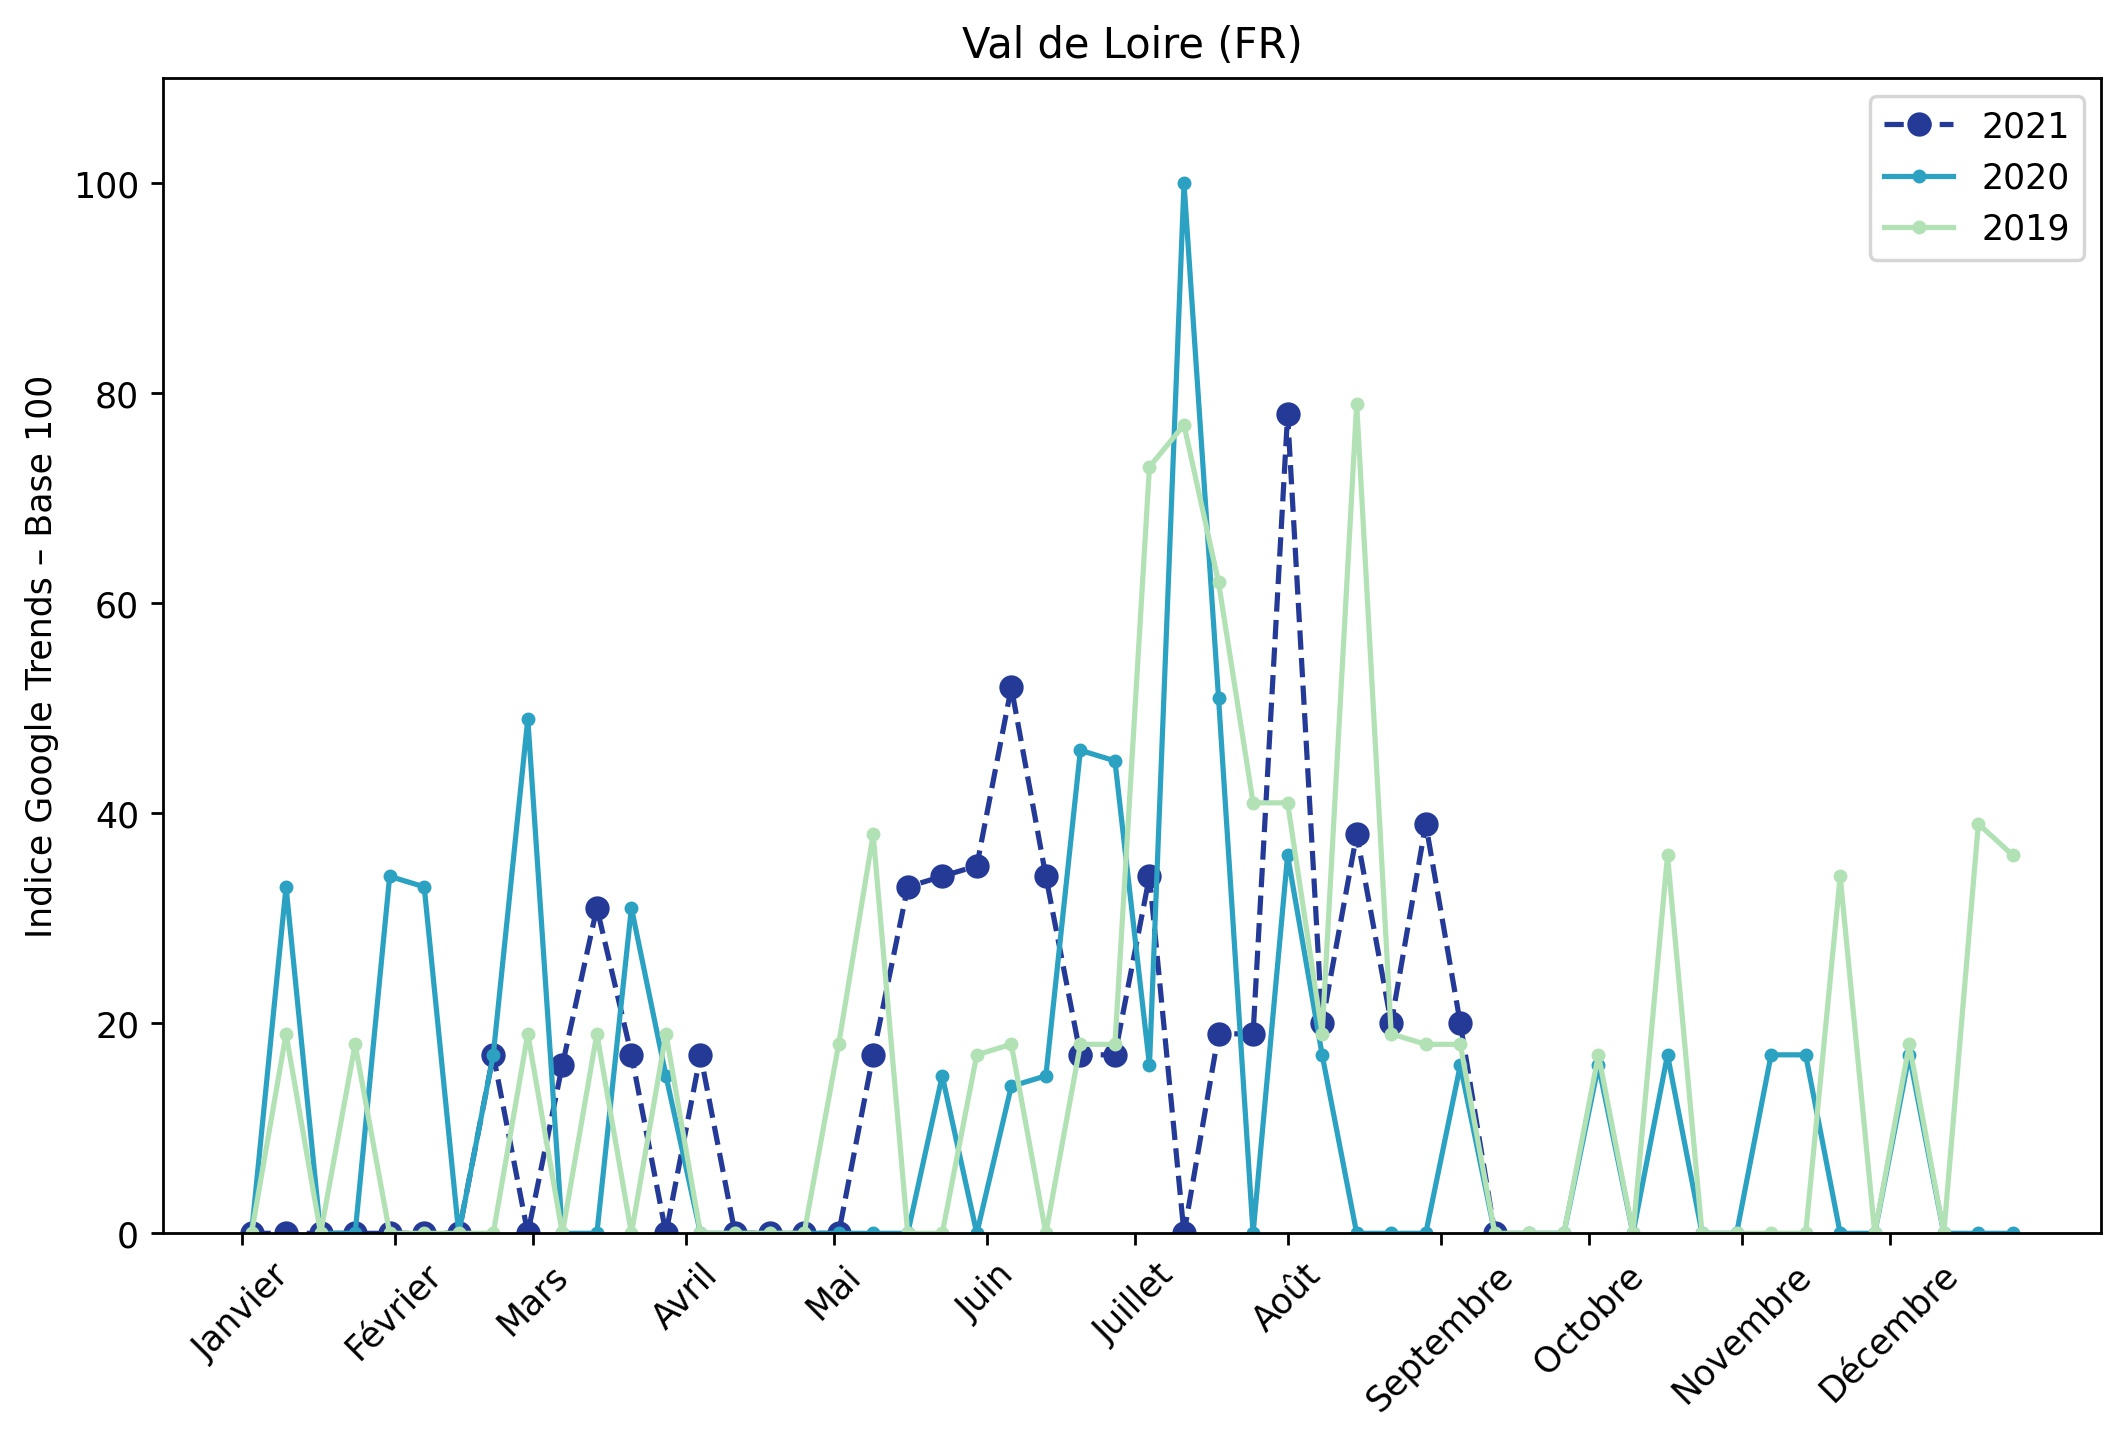 Val de Loire (FR)
2021
2020
2019
Indice Google Trends – Base 100
100
80
60
40
20
0
Janvier
Février
Mars
Avril
Mai
Juin
Juillet
Août
Septembre
Octobre
Novembre
Décembre